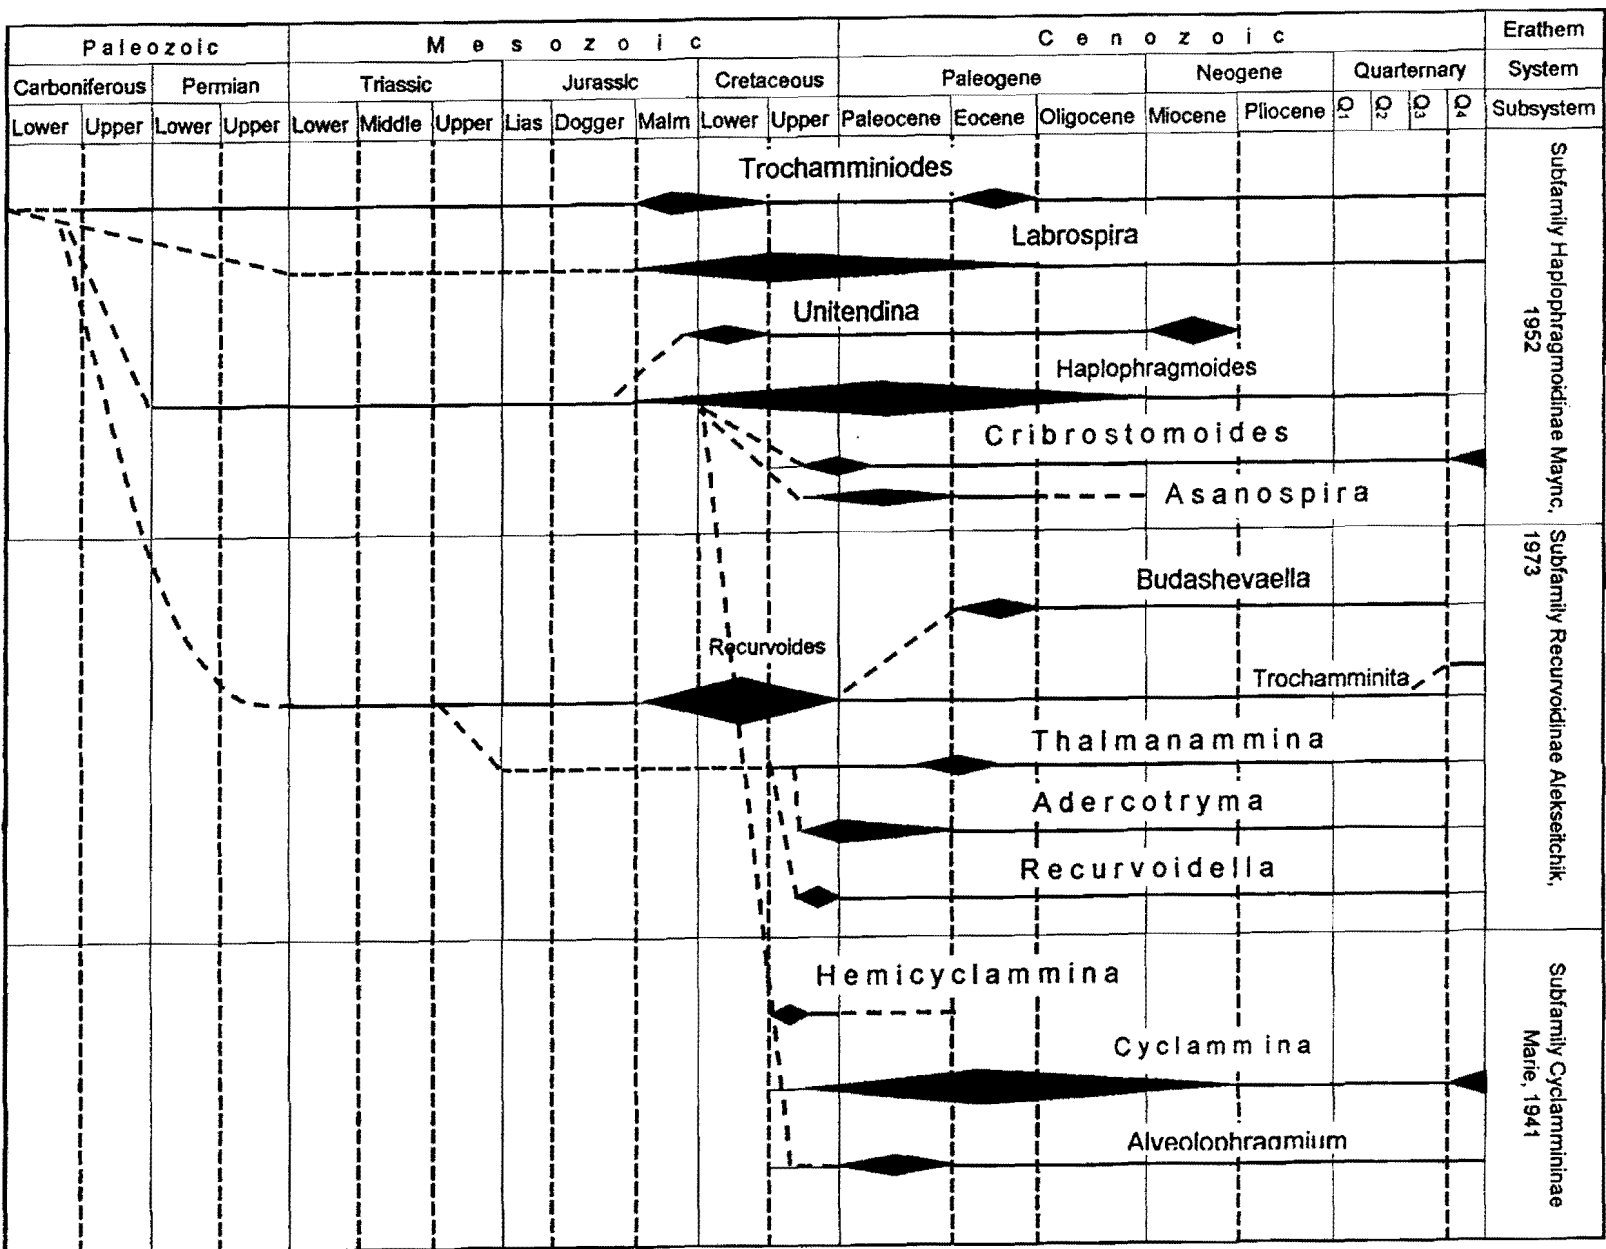 Paleozoic Mesozoic Cenozoic Erathem
Carboniferous Permian Triassic Jurassic Cretaceous Paleogene Neogene Quarternary System
Lower Upper Lower Upper Lower Middle Upper Lias Dogger Malm Lower Upper Paleocene Eocene Oligocene Miocene Pliocene Q1 Q2 Q3 Q4 Subsystem
Trochamminiodes
Labrospira
Unitendina
Haplophragmoides
Cribrostomoides
Asanospira
Subfamily Haplophragmoidinae Maync,
1952
Budashevaella
Recurvoides
Trochamminita
Thalmanammina
Adercotryma
Recurvoidella
Subfamily Recurvoidinae Alekseitchik,
1973
Hemicyclammina
Cyclammina
Alveolophragmium
Subfamily Cyclammininae
Marie, 1941